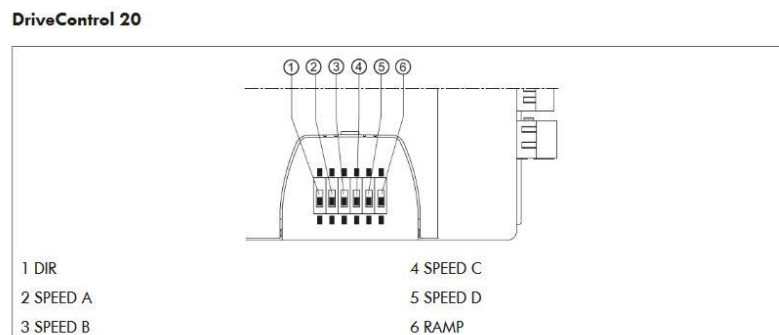 DriveControl 20
1 2 3 4 5 6
1 DIR
2 SPEED A
3 SPEED B
4 SPEED C
5 SPEED D
6 RAMP